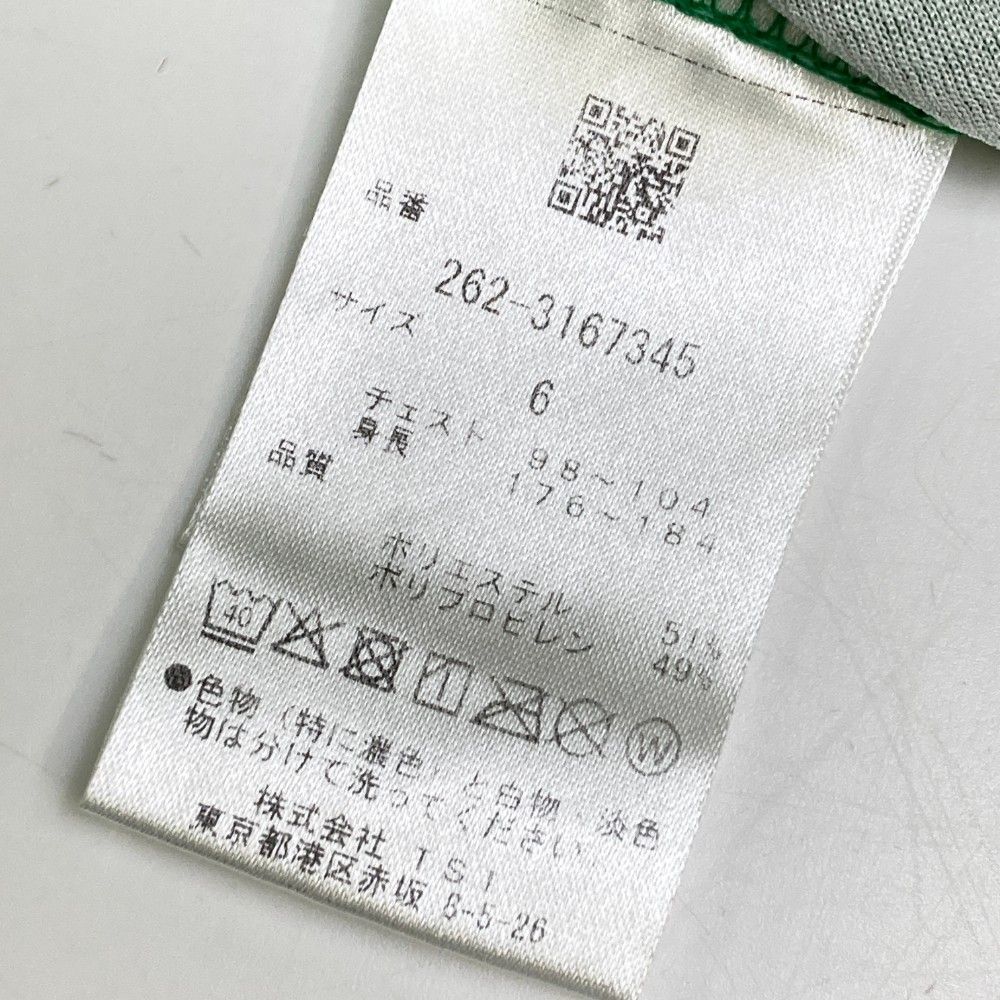 品番
262-3167345
サイズ
6
チェスト 98~104
身長 176~184
品質
ポリエステル 51%
ポリプロピレン 49%
40
W
●色物(特に濃色)と白物、淡色
物は分けて洗ってください。
株式会社 TSI
東京都港区赤坂 8-5-26